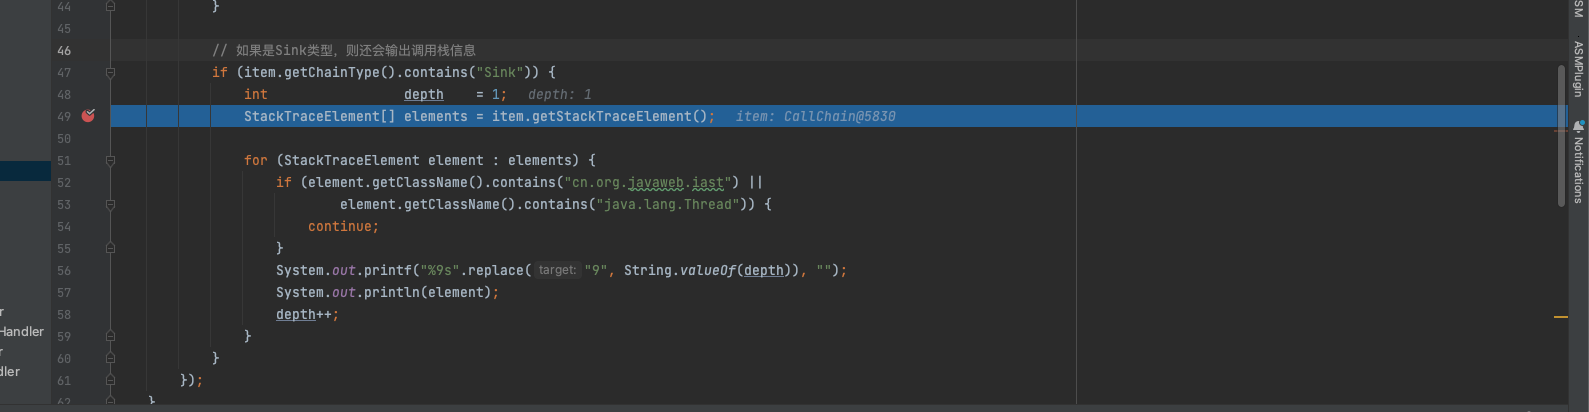 44 }
45
46 // 如果是Sink类型，则还会输出调用栈信息
47 if (item.getChainType().contains("Sink")) {
48 int depth = 1; depth: 1
49 StackTraceElement[] elements = item.getStackTraceElement(); item: CallChain@5830
50
51 for (StackTraceElement element : elements) {
52 if (element.getClassName().contains("cn.org.javaweb.iast") ||
53 element.getClassName().contains("java.lang.Thread")) {
54 continue;
55 }
56 System.out.printf("%9s".replace( target: "9", String.valueOf(depth)), "");
57 System.out.println(element);
58 depth++;
59 }
60 }
61 });
62 }
r
Handler
r
dler
SM
ASMPlugin
Notifications